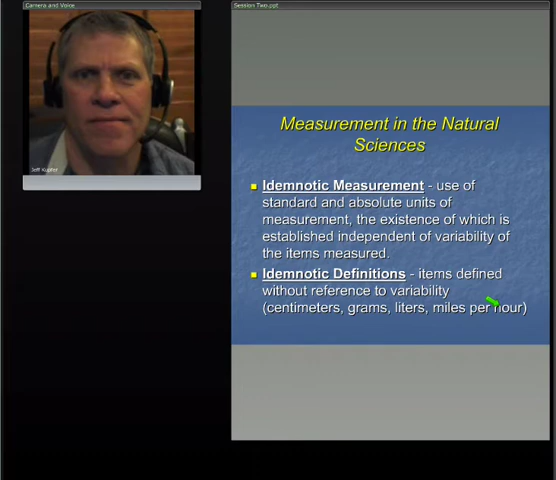 Camera and Voice
Session Two.ppt
Jeff Kupfer
Measurement in the Natural
Sciences
Idemnotic Measurement - use of
standard and absolute units of
measurement, the existence of which is
established independent of variability of
the items measured.
Idemnotic Definitions - items defined
without reference to variability
(centimeters, grams, liters, miles per hour)